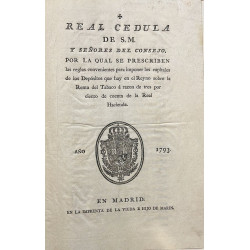 REAL CEDULA
DE S.M.
Y SEÑORES DEL CONSEJO,
POR LA QUAL SE PRESCRIBEN
las reglas convenientes para imponer los capitales
de los Depósitos que hay en el Reyno sobre la
Renta del Tabaco á razon de tres por
ciento de cuenta de la Real
Hacienda.
AÑO
1793
EN MADRID.
EN LA IMPRENTA DE LA VIUDA E HIJO DE MARIN.